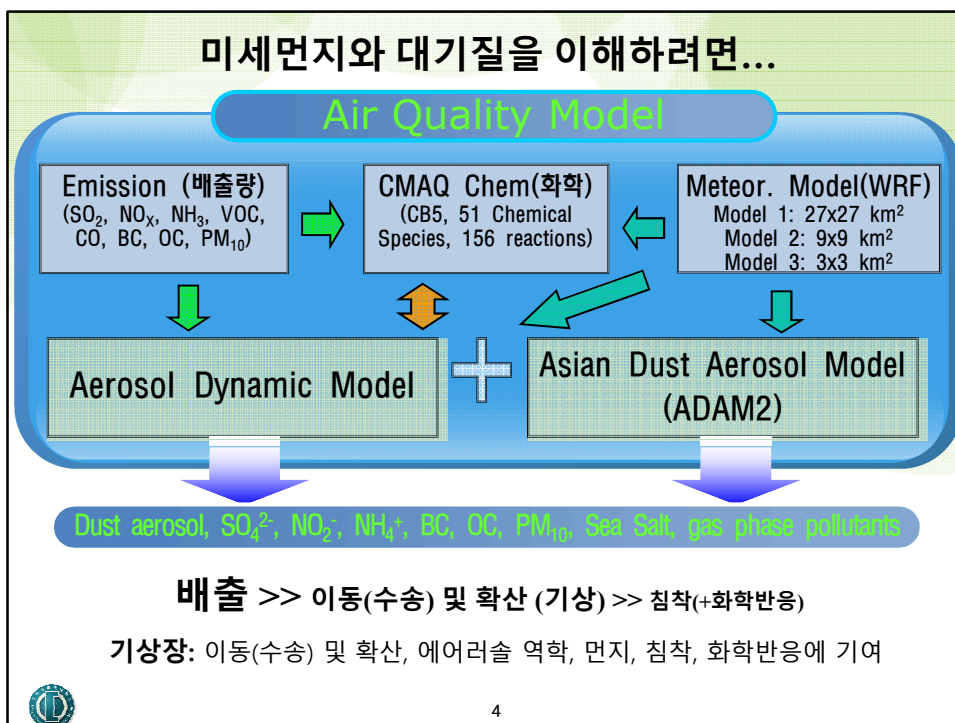 미세먼지와 대기질을 이해하려면...
Air Quality Model
Emission (배출량)
(SO₂, NOₓ, NH₃, VOC,
CO, BC, OC, PM₁₀)
CMAQ Chem(화학)
(CB5, 51 Chemical
Species, 156 reactions)
Meteor. Model(WRF)
Model 1: 27x27 km²
Model 2: 9x9 km²
Model 3: 3x3 km²
Aerosol Dynamic Model
Asian Dust Aerosol Model
(ADAM2)
Dust aerosol, SO₄²⁻, NO₂⁻, NH₄⁺, BC, OC, PM₁₀, Sea Salt, gas phase pollutants
배출 >> 이동(수송) 및 확산 (기상) >> 침착(+화학반응)
기상장: 이동(수송) 및 확산, 에어러솔 역학, 먼지, 침착, 화학반응에 기여
4